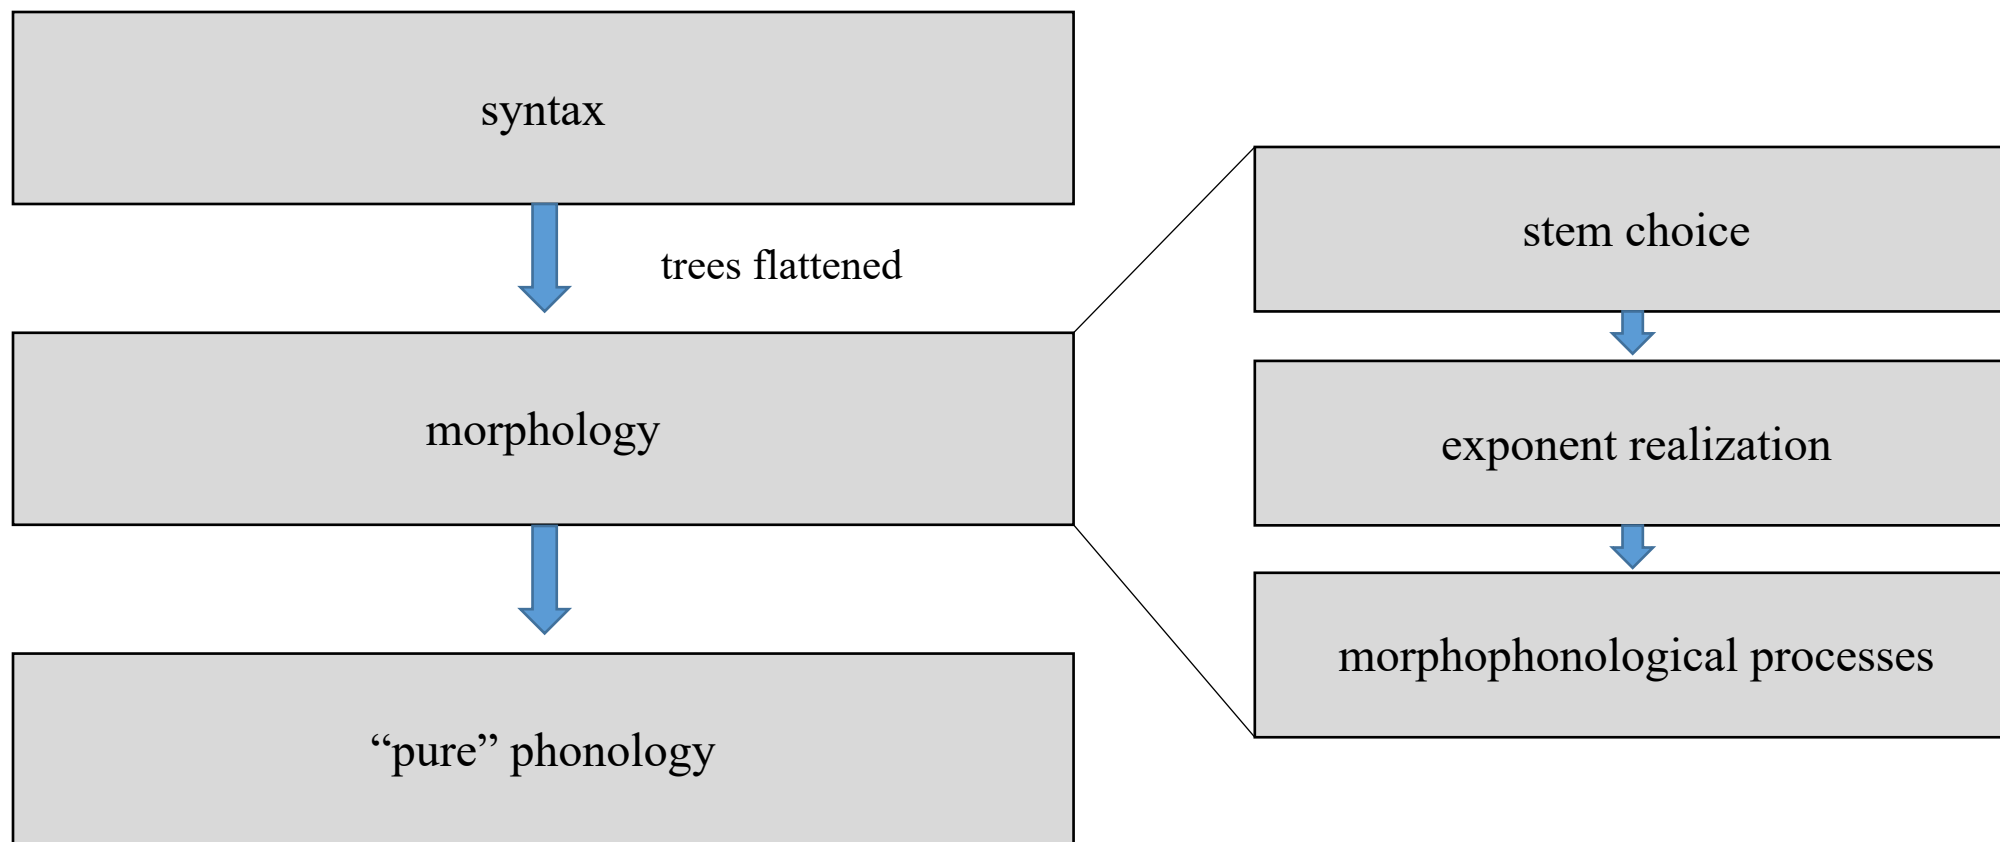 syntax
trees flattened
morphology
“pure” phonology
stem choice
exponent realization
morphophonological processes